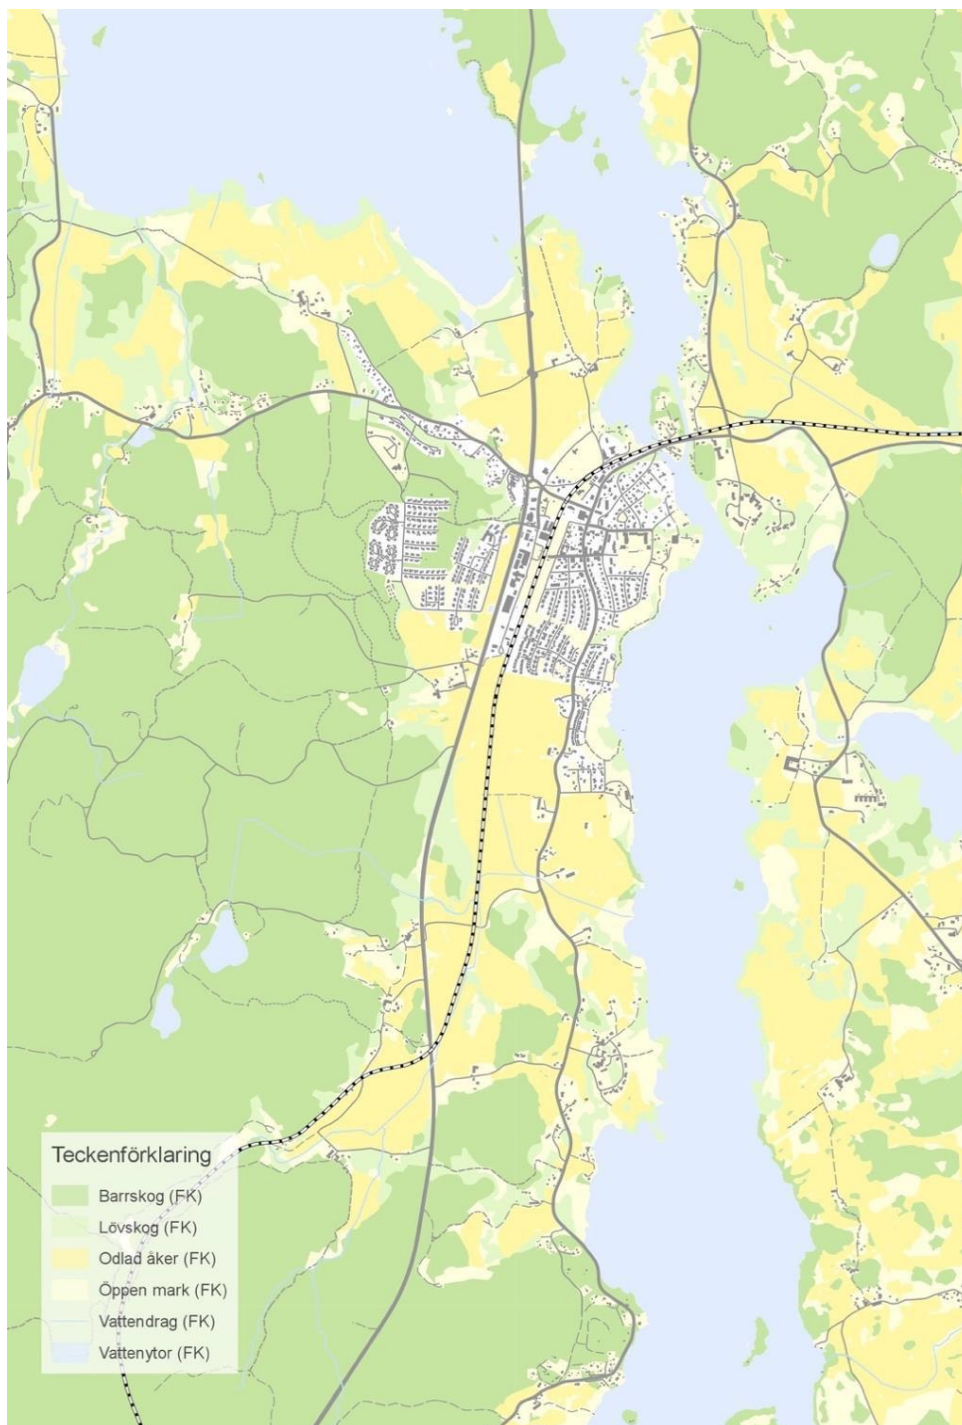 Teckenförklaring
Barrskog (FK)
Lövskog (FK)
Odlad åker (FK)
Öppen mark (FK)
Vattendrag (FK)
Vattenytor (FK)